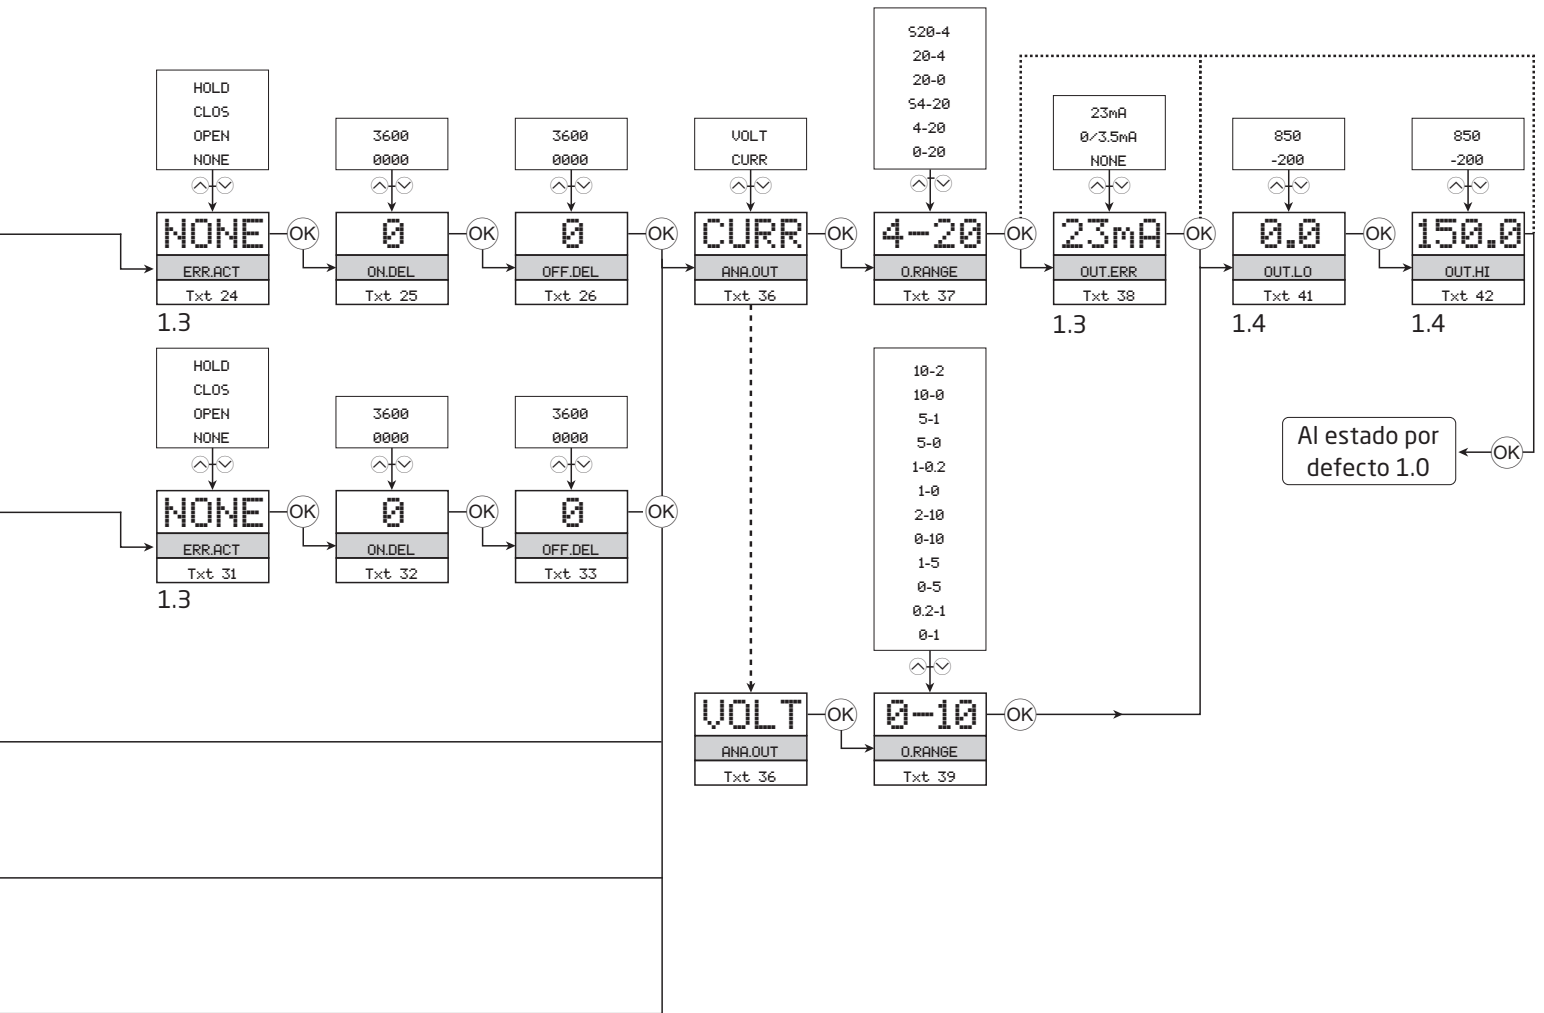 HOLD
CLOS
OPEN
NONE
NONE
ERR.ACT
Txt 24
1.3
OK
3600
0000
0
ON.DEL
Txt 25
OK
3600
0000
0
OFF.DEL
Txt 26
OK
VOLT
CURR
CURR
ANA.OUT
Txt 36
OK
S20-4
20-4
20-0
S4-20
4-20
0-20
4-20
O.RANGE
Txt 37
OK
23mA
0/3.5mA
NONE
23mA
OUT.ERR
Txt 38
1.3
OK
850
-200
0.0
OUT.LO
Txt 41
1.4
OK
850
-200
150.0
OUT.HI
Txt 42
1.4
OK
Al estado por
defecto 1.0
HOLD
CLOS
OPEN
NONE
NONE
ERR.ACT
Txt 31
1.3
OK
3600
0000
0
ON.DEL
Txt 32
OK
3600
0000
0
OFF.DEL
Txt 33
OK
VOLT
ANA.OUT
Txt 36
OK
10-2
10-0
5-1
5-0
1-0.2
1-0
2-10
0-10
1-5
0-5
0.2-1
0-1
0-10
O.RANGE
Txt 39
OK